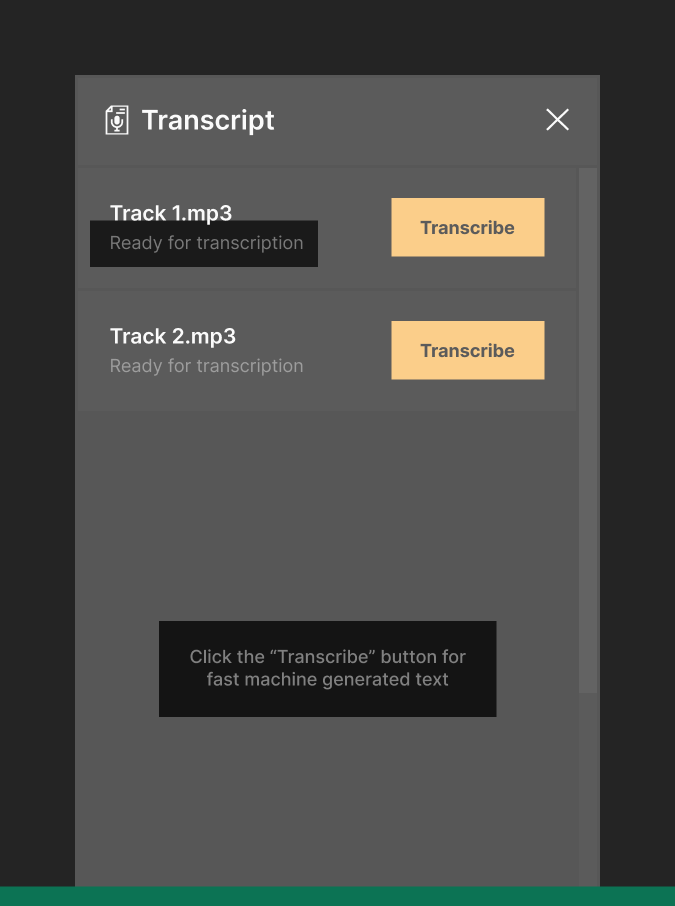 Transcript
Track 1.mp3
Ready for transcription
Transcribe
Track 2.mp3
Ready for transcription
Transcribe
Click the “Transcribe” button for
fast machine generated text